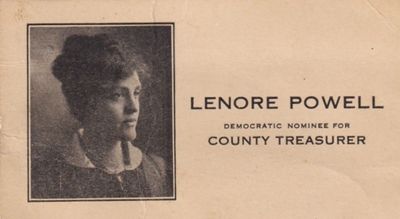 LENORE POWELL
DEMOCRATIC NOMINEE FOR
COUNTY TREASURER